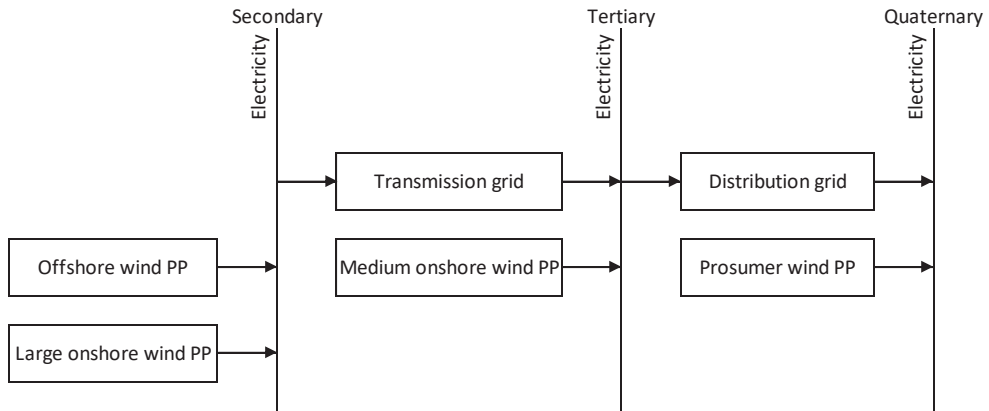 Secondary
Tertiary
Quaternary
Electricity
Electricity
Electricity
Transmission grid
Distribution grid
Offshore wind PP
Medium onshore wind PP
Prosumer wind PP
Large onshore wind PP